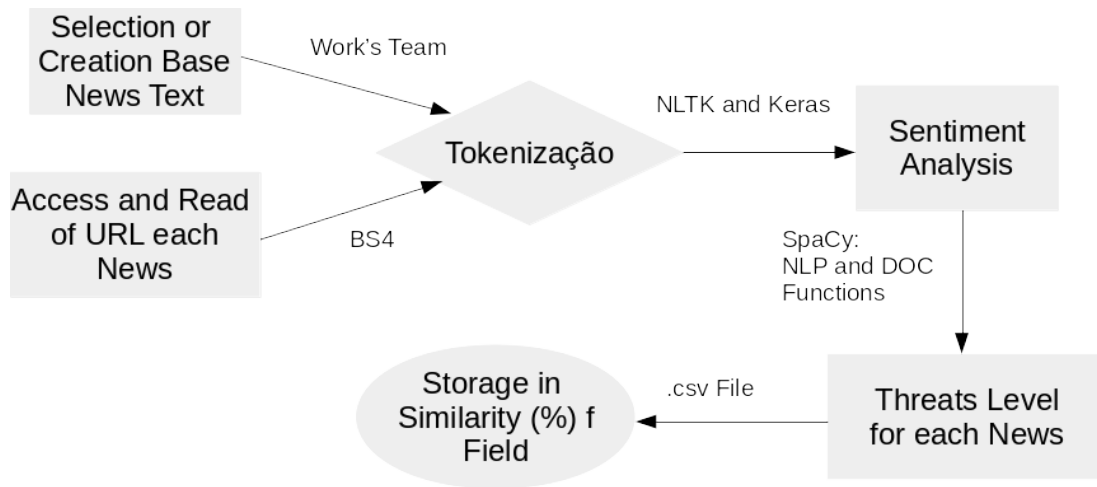 Selection or
Creation Base
News Text
Work's Team
Access and Read
of URL each
News
BS4
Tokenização
NLTK and Keras
Sentiment
Analysis
SpaCy:
NLP and DOC
Functions
Threats Level
for each News
.csv File
Storage in
Similarity (%) f
Field